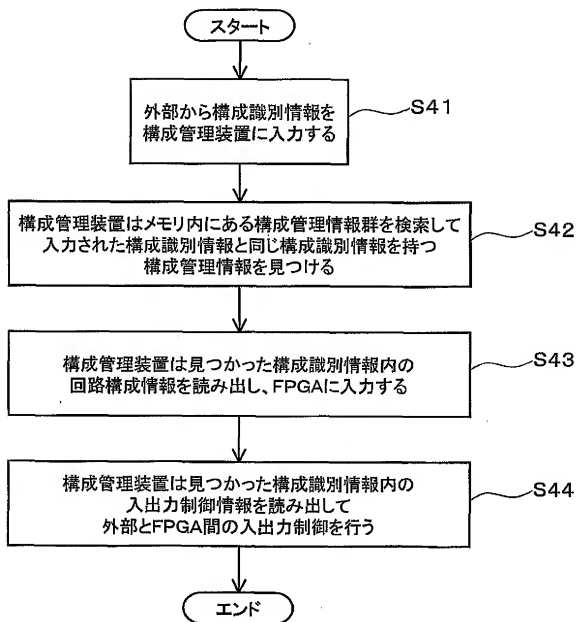 スタート
外部から構成識別情報を
構成管理装置に入力する
S41
構成管理装置はメモリ内にある構成管理情報群を検索して
入力された構成識別情報と同じ構成識別情報を持つ
構成管理情報を見つける
S42
構成管理装置は見つかった構成識別情報内の
回路構成情報を読み出し、FPGAに入力する
S43
構成管理装置は見つかった構成識別情報内の
入出力制御情報を読み出して
外部とFPGA間の入出力制御を行う
S44
エンド